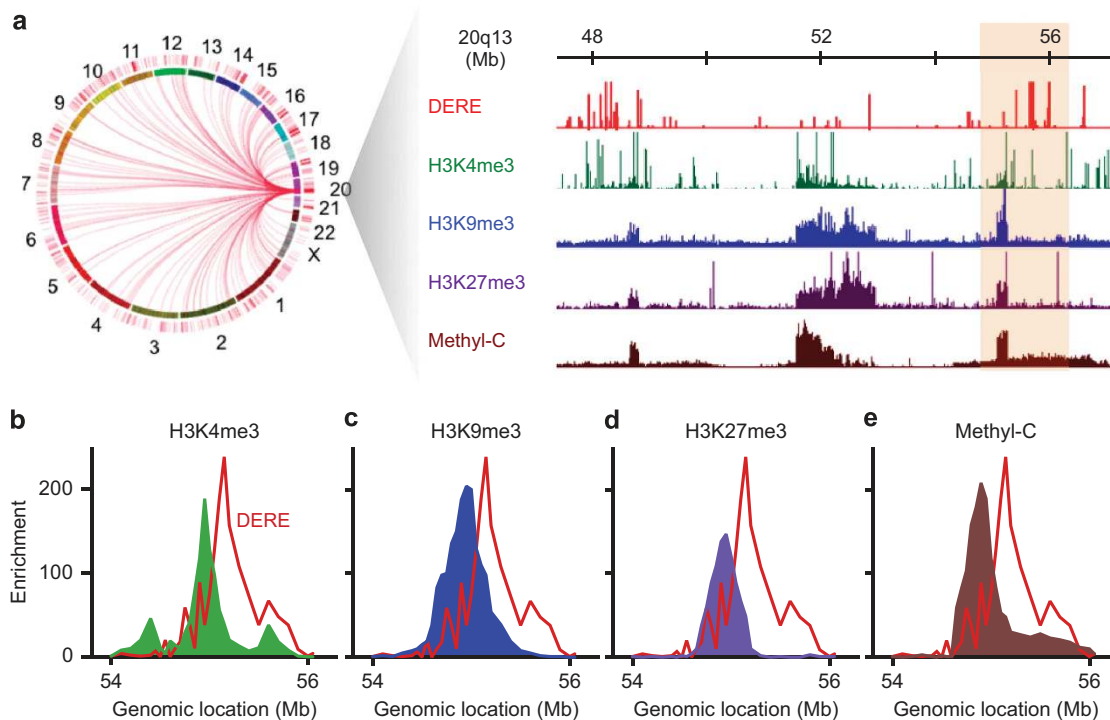 a
12
13
14
15
16
17
18
19
20
21
22
X
1
2
3
4
5
6
7
8
9
10
11
20q13
(Mb)
48
52
56
DERE
H3K4me3
H3K9me3
H3K27me3
Methyl-C
b
H3K4me3
Enrichment
200
100
0
DERE
54
56
Genomic location (Mb)
c
H3K9me3
54
56
Genomic location (Mb)
d
H3K27me3
54
56
Genomic location (Mb)
e
Methyl-C
54
56
Genomic location (Mb)